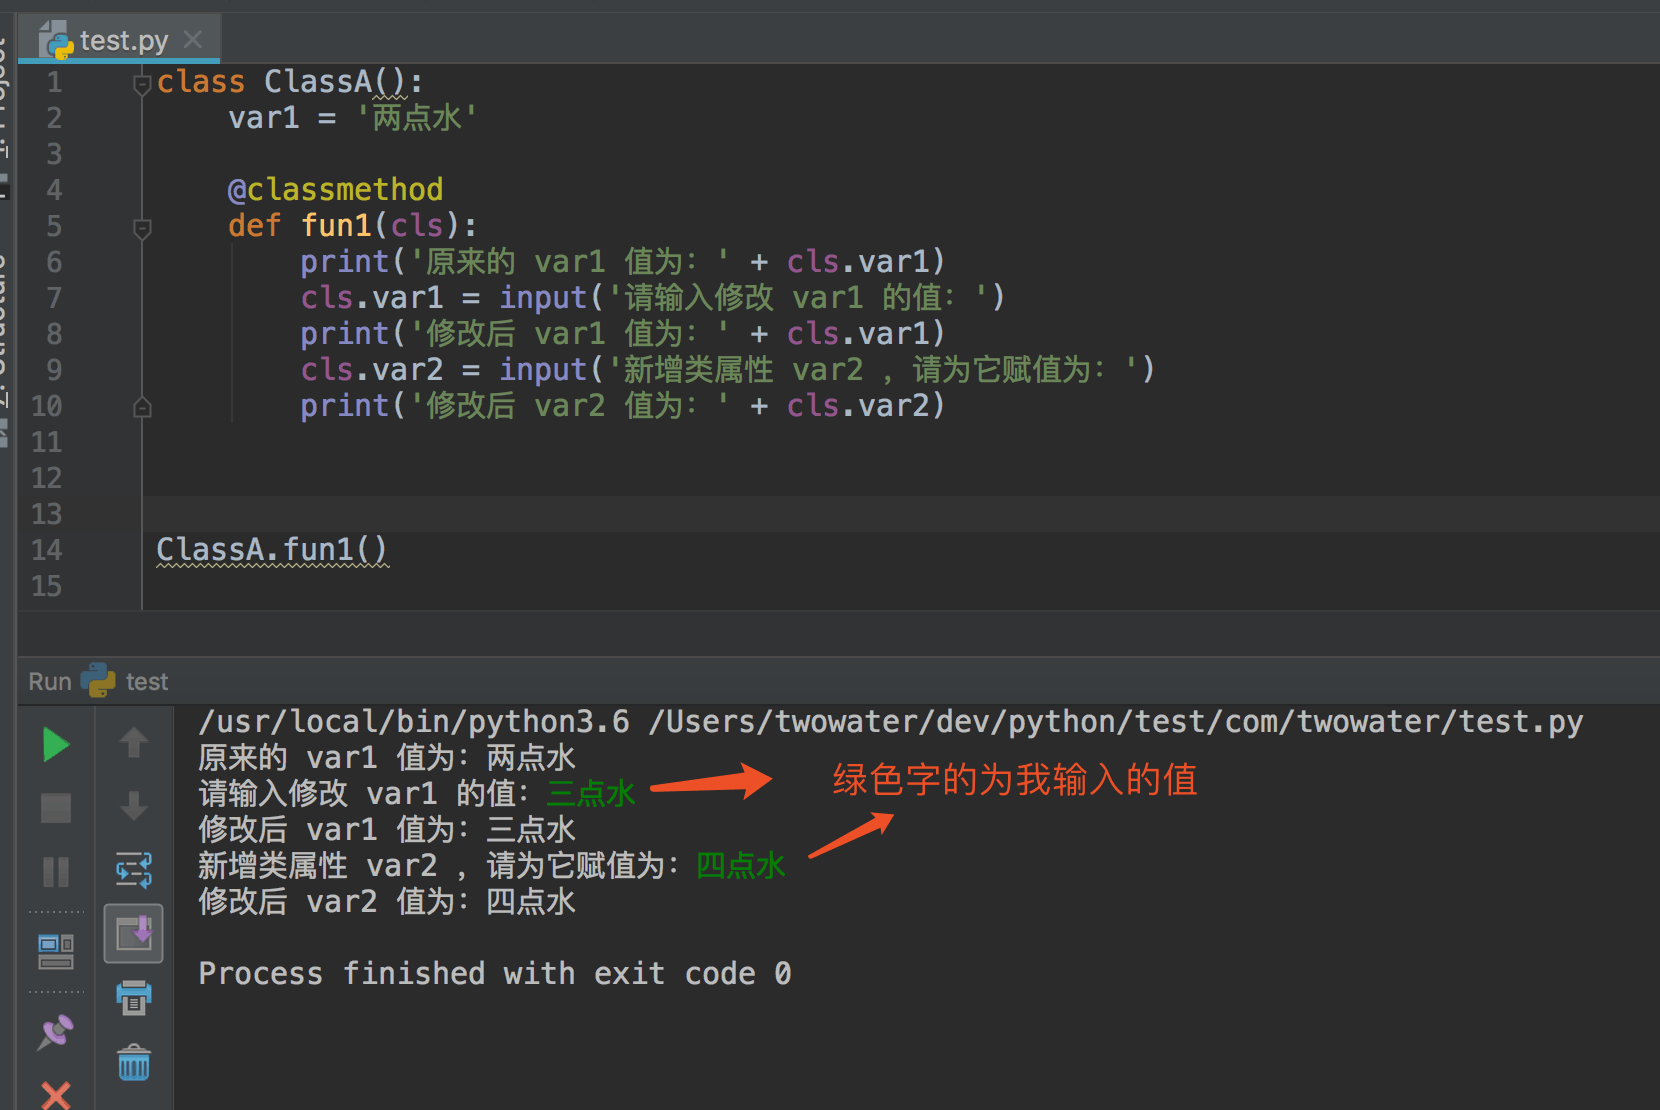 test.py
1: Project
1 class ClassA():
2 var1 = '两点水'
3
4 @classmethod
5 def fun1(cls):
6 print('原来的 var1 值为：' + cls.var1)
7 cls.var1 = input('请输入修改 var1 的值：')
8 print('修改后 var1 值为：' + cls.var1)
9 cls.var2 = input('新增类属性 var2 ，请为它赋值为：')
10 print('修改后 var2 值为：' + cls.var2)
11
12
13
14 ClassA.fun1()
15
Structure
Run test
/usr/local/bin/python3.6 /Users/twowater/dev/python/test/com/twowater/test.py
原来的 var1 值为：两点水
请输入修改 var1 的值：三点水
绿色字的为我输入的值
修改后 var1 值为：三点水
新增类属性 var2 ，请为它赋值为：四点水
修改后 var2 值为：四点水
Process finished with exit code 0